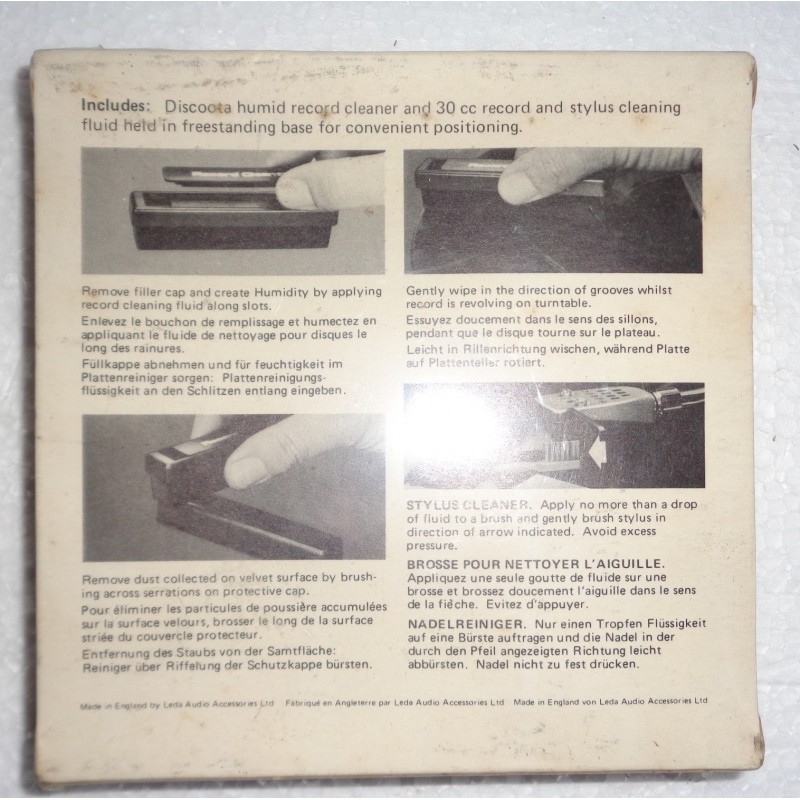 Includes: Discoota humid record cleaner and 30 cc record and stylus cleaning
fluid held in freestanding base for convenient positioning.
Record Clea
Remove filler cap and create Humidity by applying
record cleaning fluid along slots.
Enlevez le bouchon de remplissage et humectez en
appliquant le fluide de nettoyage pour disques le
long des rainures.
Füllkappe abnehmen und für feuchtigkeit im
Plattenreiniger sorgen: Plattenreinigungs-
flüssigkeit an den Schlitzen entlang eingeben.
Gently wipe in the direction of grooves whilst
record is revolving on turntable.
Essuyez doucement dans le sens des sillons,
pendant que le disque tourne sur le plateau.
Leicht in Rillenrichtung wischen, während Platte
auf Plattenteller rotiert.
Remove dust collected on velvet surface by brush-
ing across serrations on protective cap.
Pour éliminer les particules de poussière accumulées
sur la surface velours, brosser le long de la surface
striée du couvercle protecteur.
Entfernung des Staubs von der Samtfläche:
Reiniger über Riffelung der Schutzkappe bürsten.
STYLUS CLEANER. Apply no more than a drop
of fluid to a brush and gently brush stylus in
direction of arrow indicated. Avoid excess
pressure.
BROSSE POUR NETTOYER L'AIGUILLE.
Appliquez une seule goutte de fluide sur une
brosse et brossez doucement l'aiguille dans le sens
de la fiéche. Evitez d'appuyer.
NADELREINIGER. Nur einen Tropfen Flüssigkeit
auf eine Bürste auftragen und die Nadel in der
durch den Pfeil angezeigten Richtung leicht
abbürsten. Nadel nicht zu fest drücken.
Made in England by Leda Audio Accessories Ltd Fabriqué en Angleterre par Leda Audio Accessories Ltd Made in England von Leda Audio Accessories Ltd